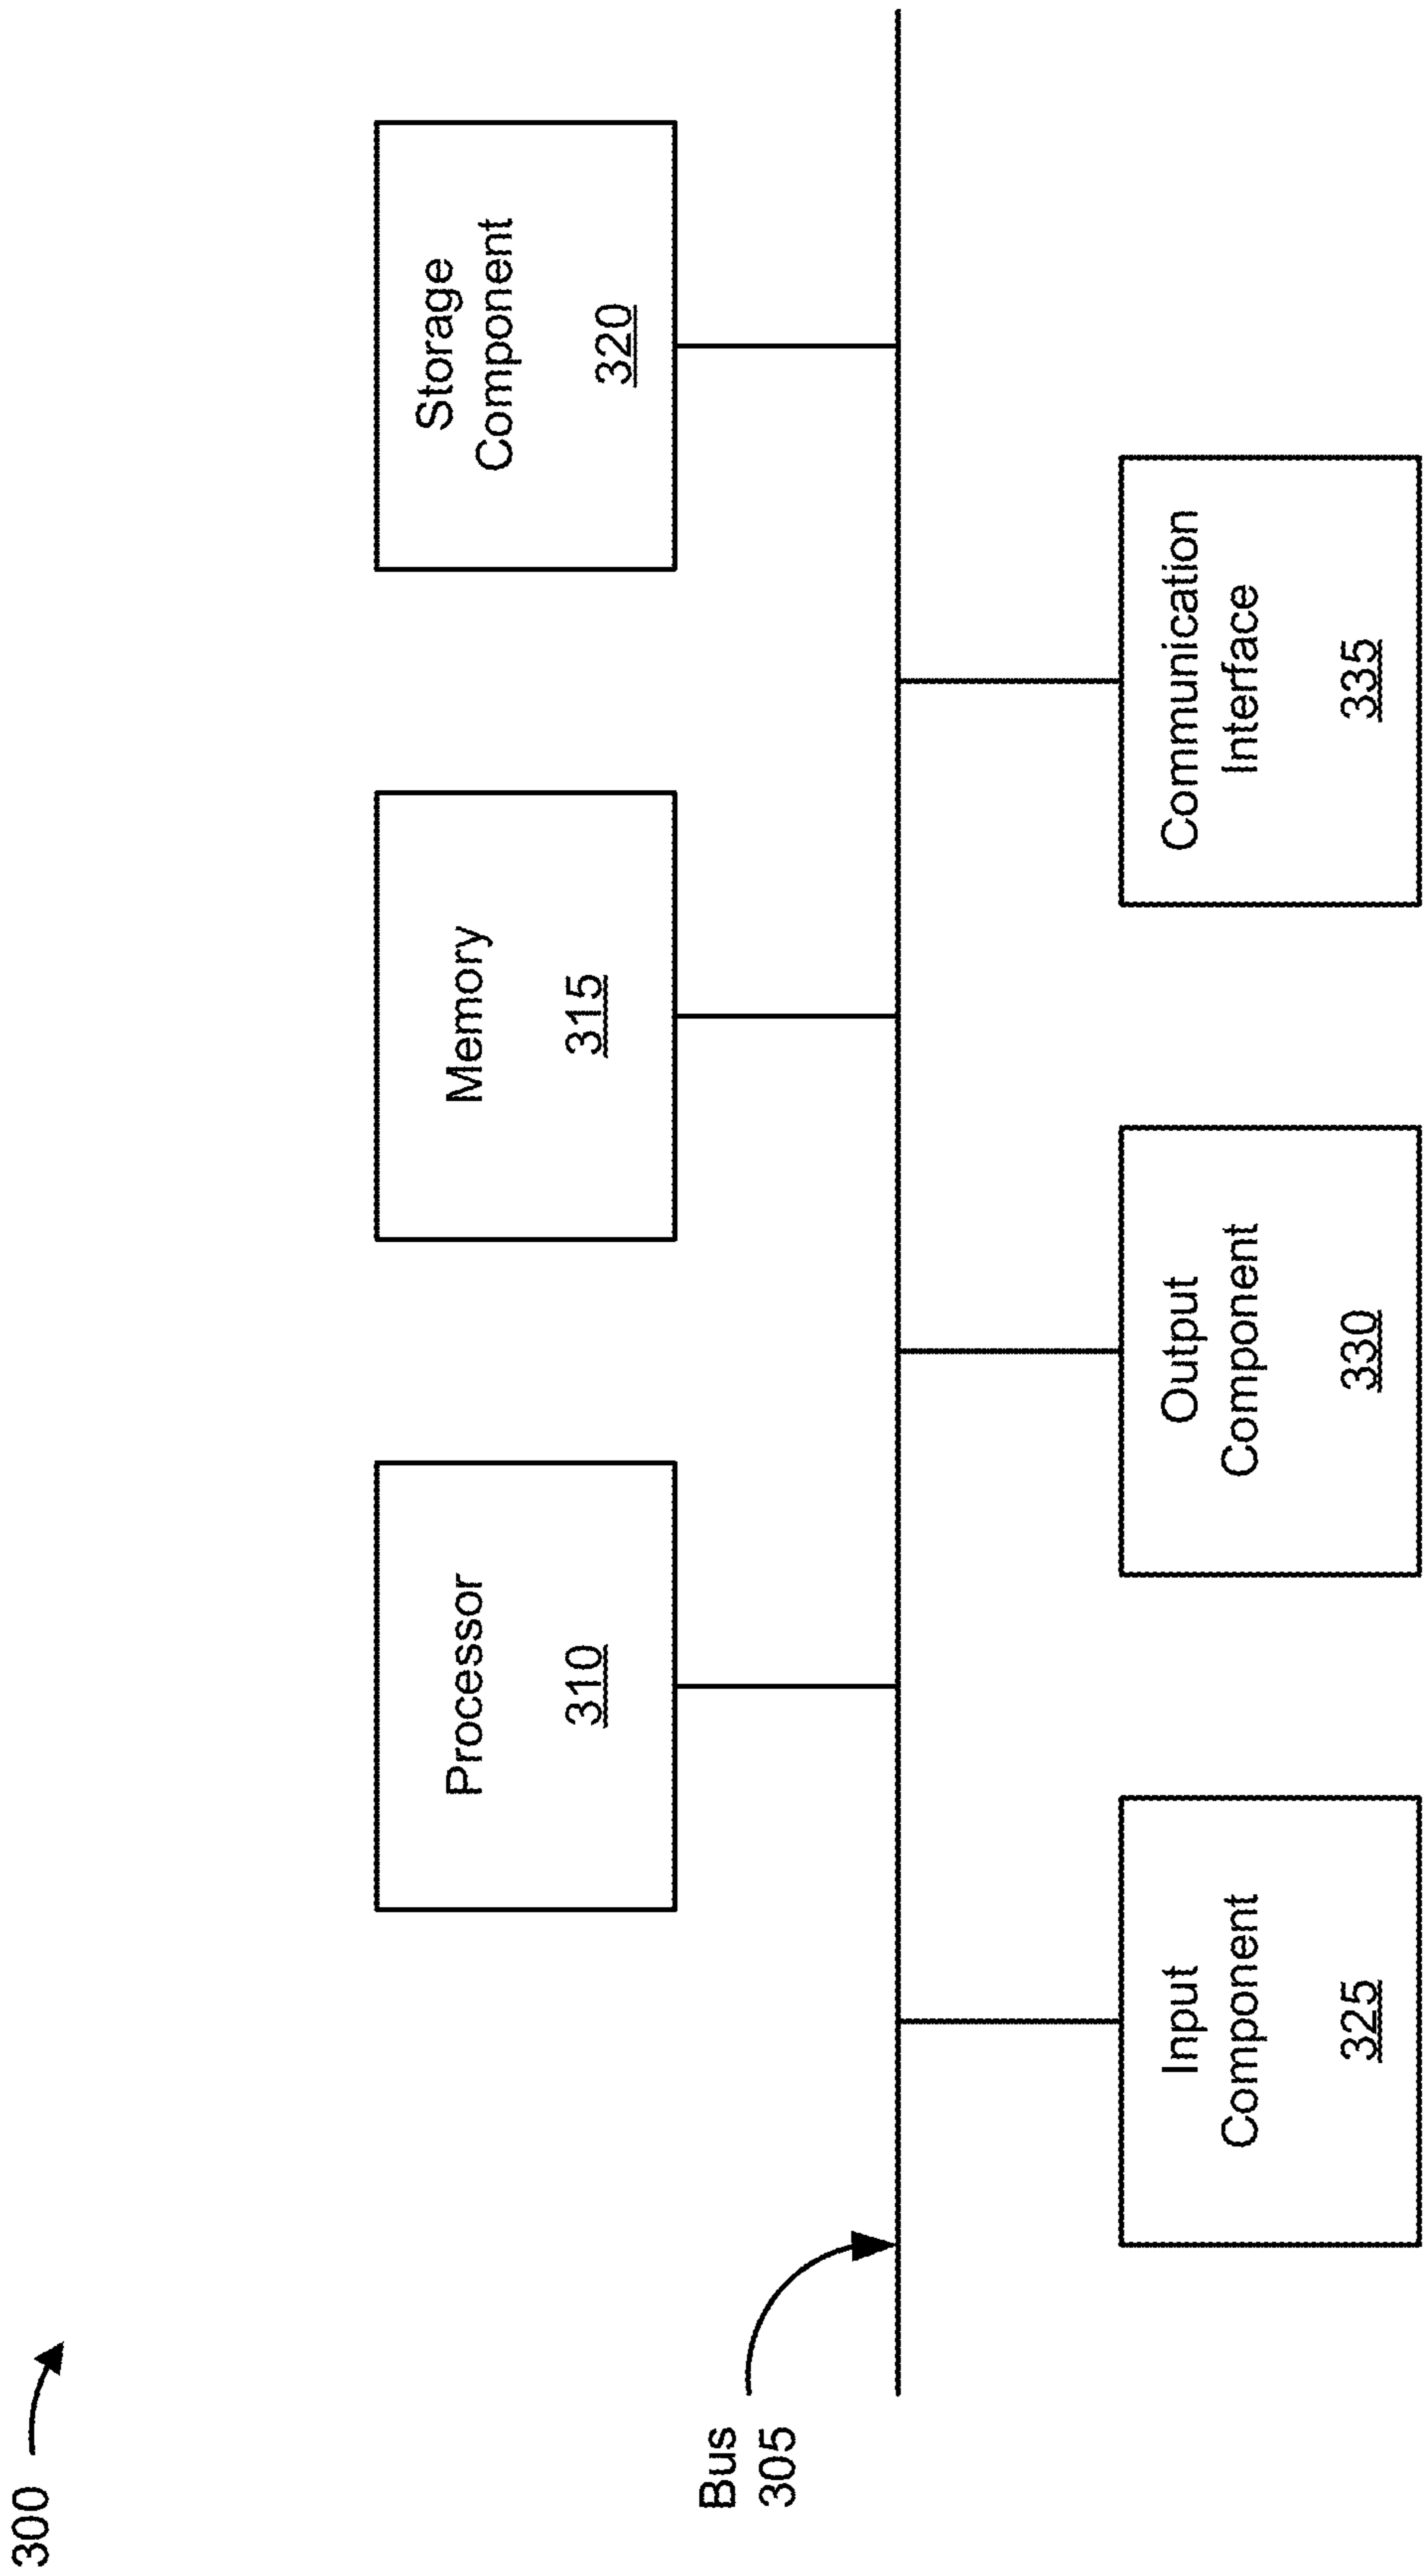 300
Processor
310
Memory
315
Storage
Component
320
Bus
305
Input
Component
325
Output
Component
330
Communication
Interface
335